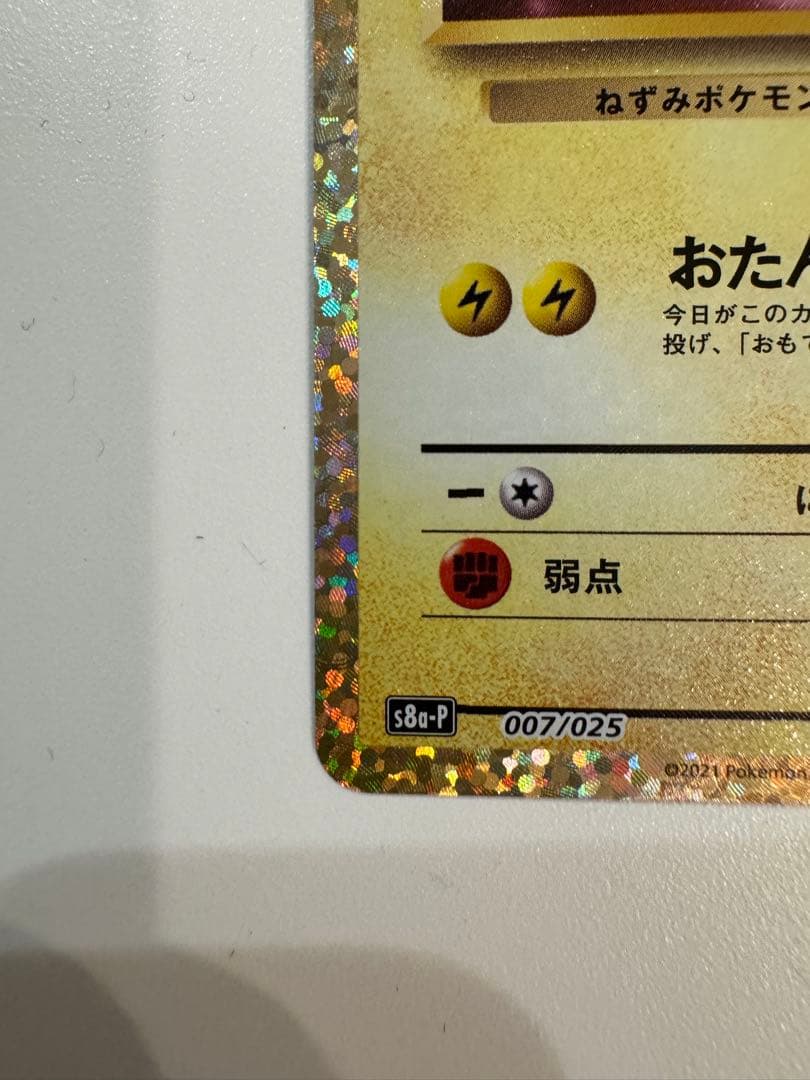 ねずみポケモン
おたん
今日がこのカ
投げ、「おもて
ー
弱点
s8a-P 007/025
©2021 Pokémon.